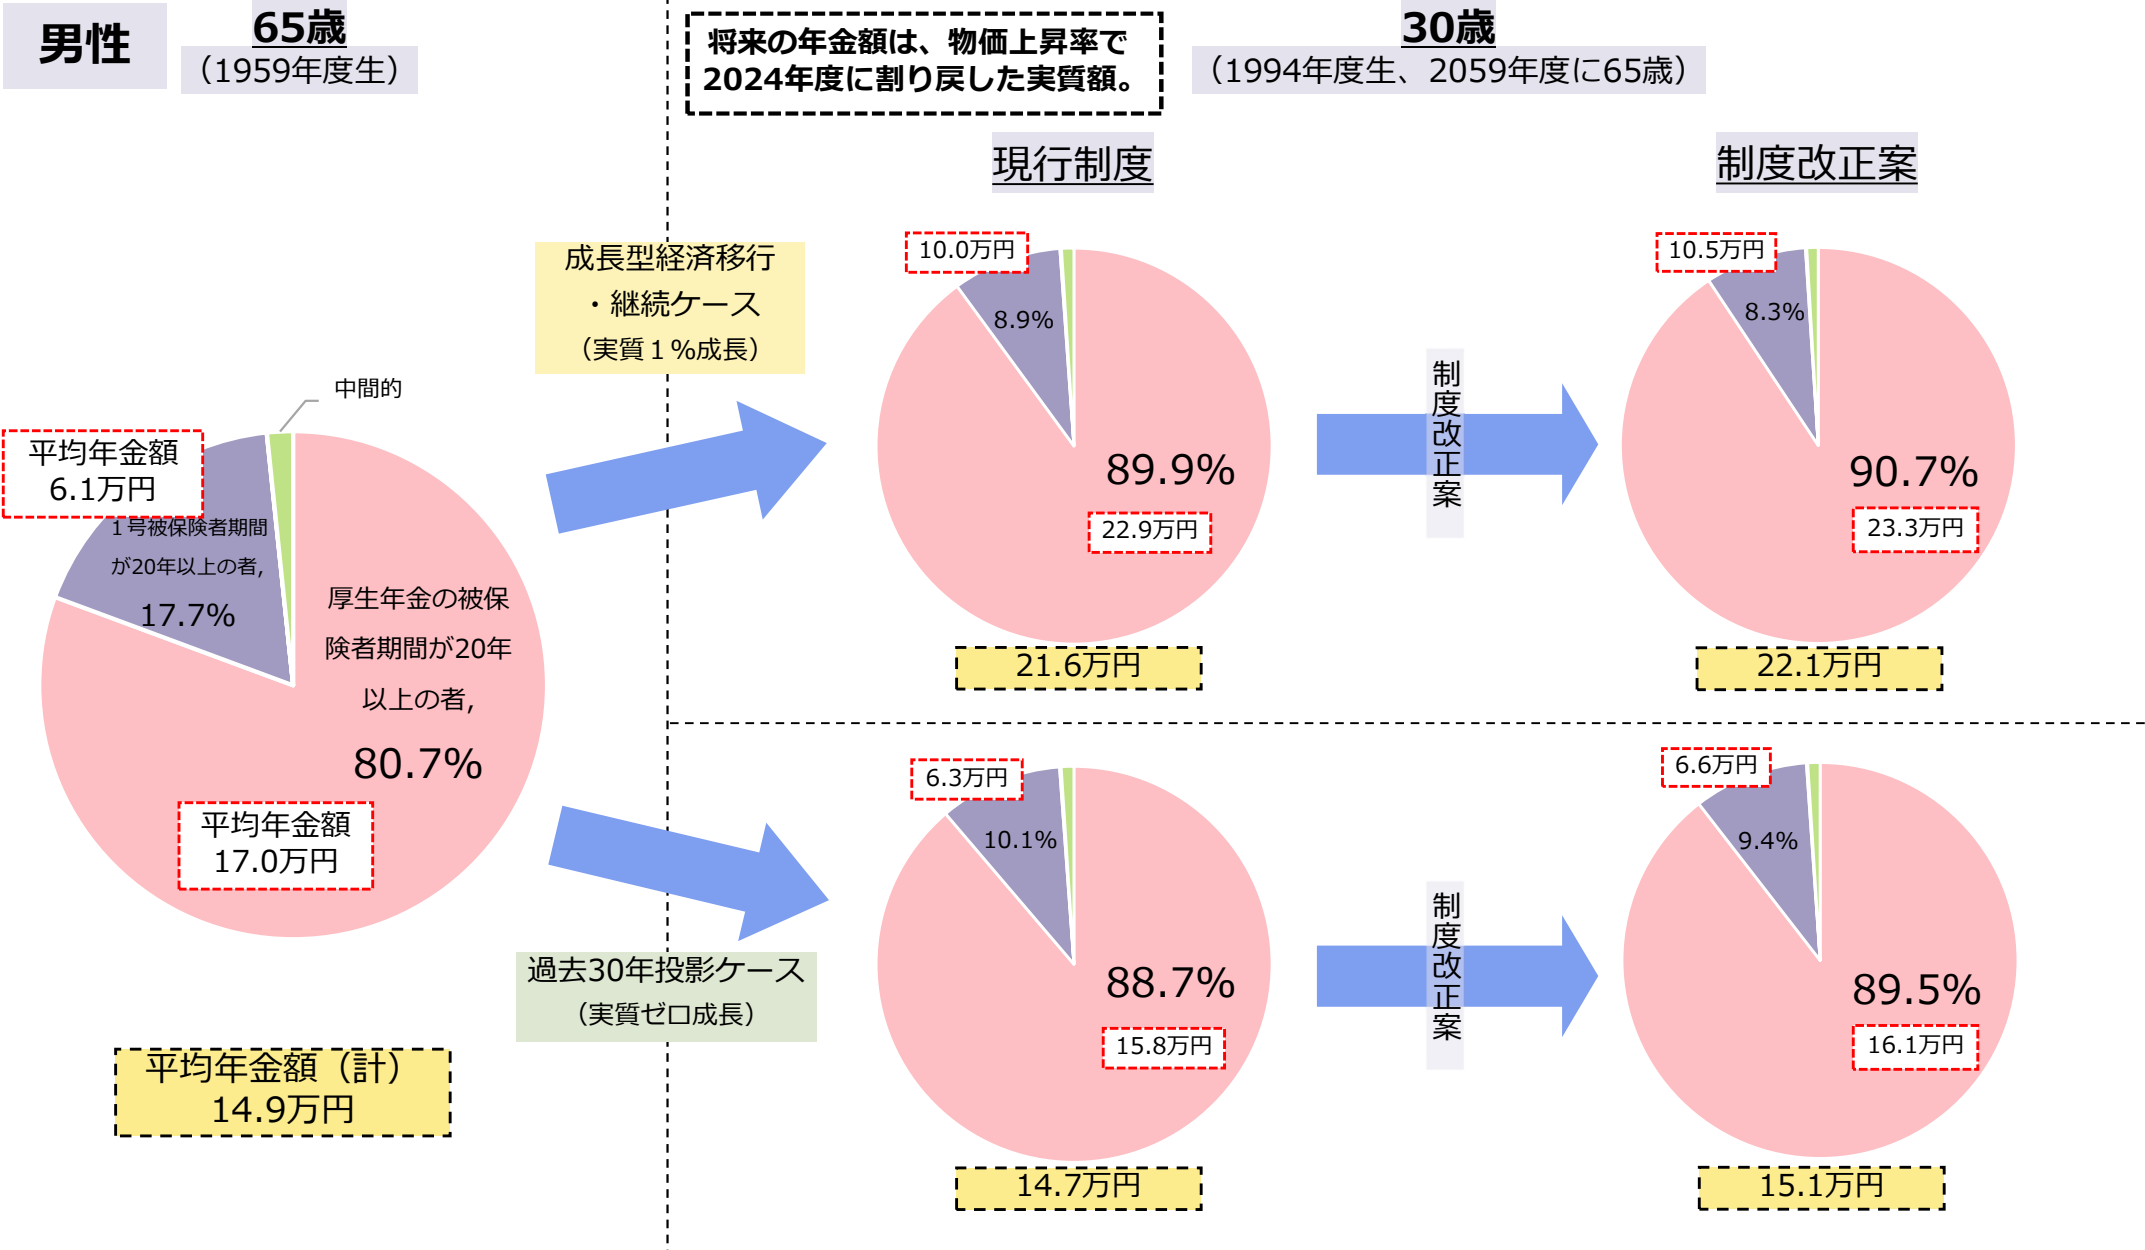 男性
65歳
（1959年度生）
将来の年金額は、物価上昇率で
2024年度に割り戻した実質額。
30歳
（1994年度生、2059年度に65歳）
現行制度
制度改正案
成長型経済移行
・継続ケース
（実質１%成長）
10.0万円
8.9%
89.9%
22.9万円
21.6万円
制度改正案
10.5万円
8.3%
90.7%
23.3万円
22.1万円
中間的
平均年金額
6.1万円
１号被保険者期間
が20年以上の者,
17.7%
厚生年金の被保
険者期間が20年
以上の者,
80.7%
平均年金額
17.0万円
平均年金額（計）
14.9万円
過去30年投影ケース
（実質ゼロ成長）
6.3万円
10.1%
88.7%
15.8万円
14.7万円
制度改正案
6.6万円
9.4%
89.5%
16.1万円
15.1万円